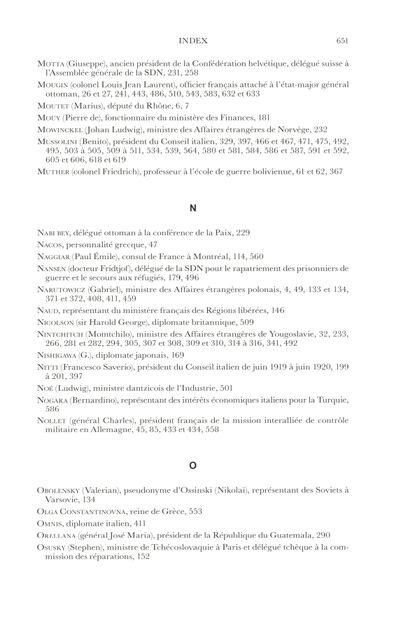 INDEX 651
MOTTA (Giuseppe), ancien président de la Confédération helvétique, délégué suisse à
l'Assemblée générale de la SDN, 231, 258
MOUGIN (colonel Louis Jean Laurent), officier français attaché à l'état-major général
ottoman, 26 et 27, 241, 443, 486, 510, 543, 583, 632 et 633
MOUTET (Marius), député du Rhône, 6, 7
MOUY (Pierre de), fonctionnaire du ministère des Finances, 181
MOWINCKEL (Johan Ludwig), ministre des Affaires étrangères de Norvège, 232
MUSSOLINI (Benito), président du Conseil italien, 329, 397, 466 et 467, 471, 475, 492,
495, 503 à 505, 509 à 511, 534, 539, 564, 580 et 581, 584, 586 et 587, 591 et 592,
605 et 606, 618 et 619
MUTHER (colonel Friedrich), professeur à l'école de guerre bolivienne, 61 et 62, 367
N
NABI BEY, délégué ottoman à la conférence de la Paix, 229
NACOS, personnalité grecque, 47
NAGGIAR (Paul Émile), consul de France à Montréal, 114, 560
NANSEN (docteur Fridtjof), délégué de la SDN pour le rapatriement des prisonniers de
guerre et le secours aux réfugiés, 179, 496
NARUTOWICZ (Gabriel), ministre des Affaires étrangères polonais, 4, 49, 133 et 134,
371 et 372, 408, 411, 459
NAUD, représentant du ministère français des Régions libérées, 146
NICOLSON (sir Harold George), diplomate britannique, 509
NINTCHITCH (Momtchilo), ministre des Affaires étrangères de Yougoslavie, 32, 233,
266, 281 et 282, 294, 305, 307 et 308, 309 et 310, 314 à 316, 341, 492
NISHIGAWA (G.), diplomate japonais, 169
NITTI (Francesco Saverio), président du Conseil italien de juin 1919 à juin 1920, 199
à 201, 397
NOÉ (Ludwig), ministre dantzicois de l'Industrie, 501
NOGARA (Bernardino), représentant des intérêts économiques italiens pour la Turquie,
586
NOLLET (général Charles), président français de la mission interalliée de contrôle
militaire en Allemagne, 45, 85, 433 et 434, 558
O
OBOLENSKY (Valerian), pseudonyme d'Ossinski (Nikolaï), représentant des Soviets à
Varsovie, 134
OLGA CONSTANTINOVNA, reine de Grèce, 553
OMNIS, diplomate italien, 411
ORELLANA (général José Maria), président de la République du Guatemala, 290
OSUSKY (Stephen), ministre de Tchécoslovaquie à Paris et délégué tchèque à la com-
mission des réparations, 152